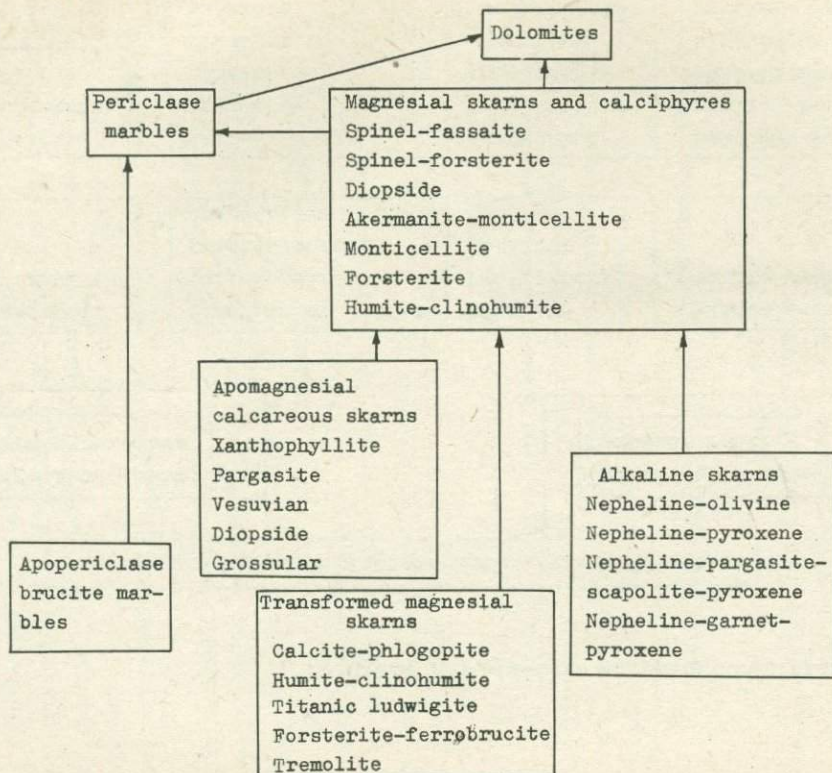 Dolomites
Periclase
marbles
Magnesial skarns and calciphyres
Spinel-fassaite
Spinel-forsterite
Diopside
Akermanite-monticellite
Monticellite
Forsterite
Humite-clinohumite
Apomagnesial
calcareous skarns
Xanthophyllite
Pargasite
Vesuvian
Diopside
Grossular
Alkaline skarns
Nepheline-olivine
Nepheline-pyroxene
Nepheline-pargasite-
scapolite-pyroxene
Nepheline-garnet-
pyroxene
Apopericlase
brucite mar-
bles
Transformed magnesial
skarns
Calcite-phlogopite
Humite-clinohumite
Titanic ludwigite
Forsterite-ferrobrucite
Tremolite